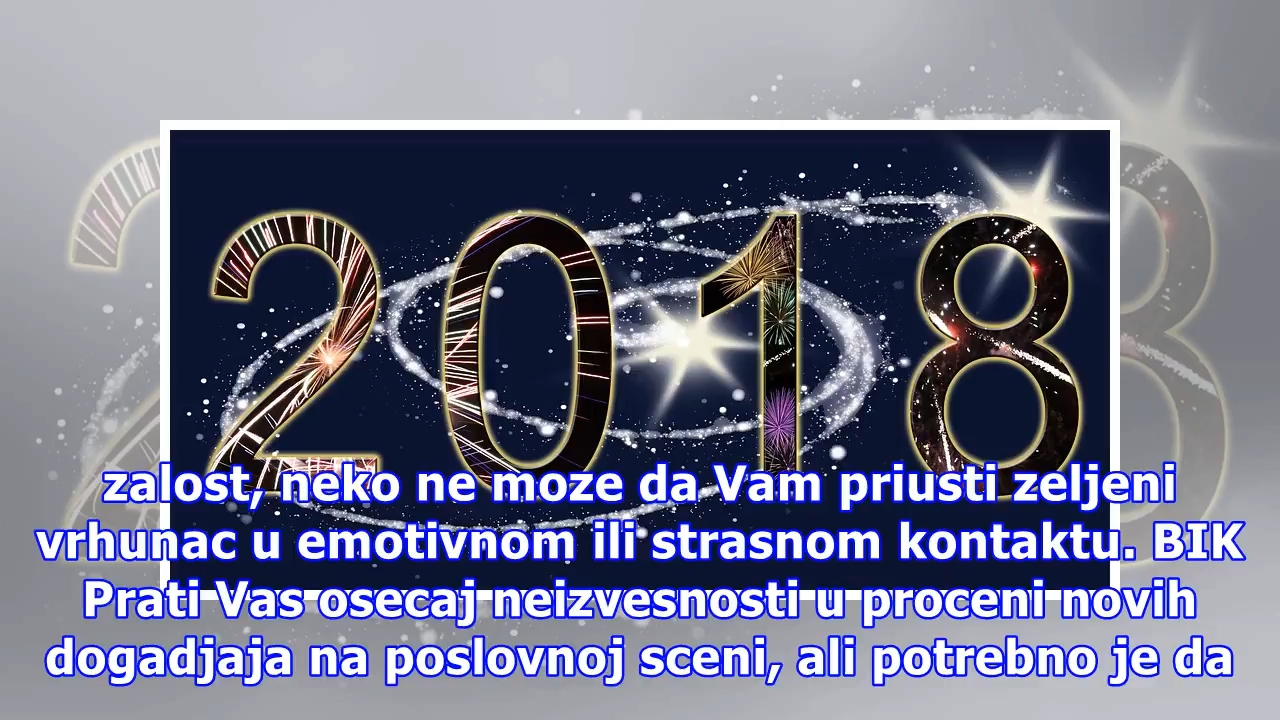 2018
zalost, neko ne moze da Vam priusti zeljeni
vrhunac u emotivnom ili strasnom kontaktu. BIK
Prati Vas osecaj neizvesnosti u proceni novih
dogadjaja na poslovnoj sceni, ali potrebno je da